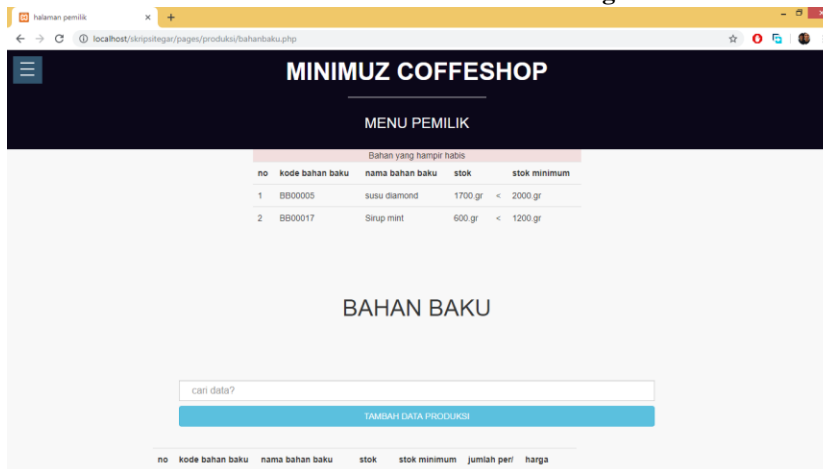 halaman pemilik
localhost/skripsitegar/pages/produksi/bahanbaku.php
MINIMUZ COFFESHOP
MENU PEMILIK
Bahan yang hampir habis
no kode bahan baku nama bahan baku stok stok minimum
1 BB00005 susu diamond 1700.gr < 2000.gr
2 BB00017 Sirup mint 600.gr < 1200.gr
BAHAN BAKU
cari data?
TAMBAH DATA PRODUKSI
no kode bahan baku nama bahan baku stok stok minimum jumlah per/ harga